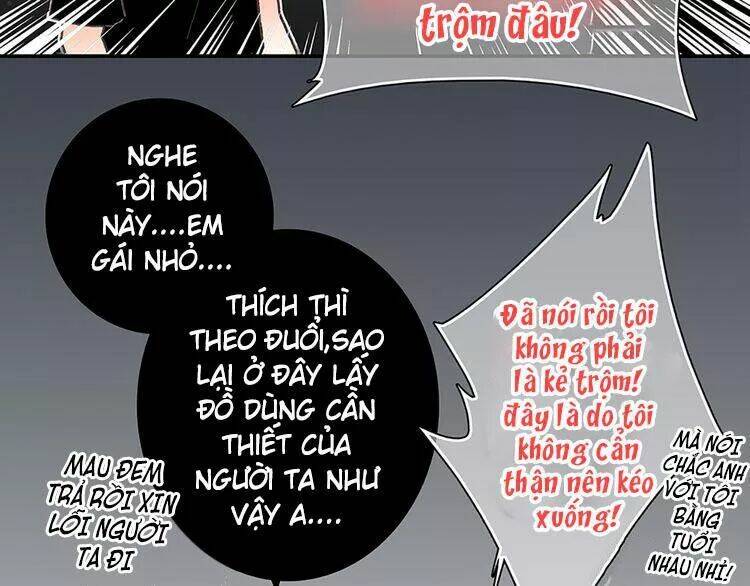 trộm đâu!
NGHE
TÔI NÓI
NÀY....EM
GÁI NHỎ....
THÍCH THÌ
THEO ĐUỔI,SAO
LẠI Ở ĐÂY LẤY
ĐỒ DÙNG CẦN
THIẾT CỦA
NGƯỜI TA NHƯ
VẬY A....
MAU ĐEM
TRẢ RỒI XIN
LỖI NGƯỜI
TA ĐI
Đã nói rồi tôi
không phải
là kẻ trộm!
đây là do tôi
không cẩn
thận nên kéo
xuống!
MÀ NÓI
CHẮC ANH
VỚI TÔI
BẰNG
TUỔI
NHAU NHỈ!